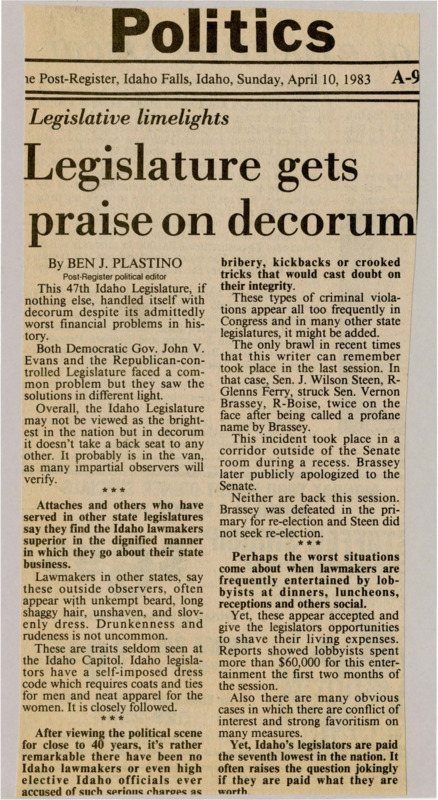 Politics
e Post-Register, Idaho Falls, Idaho, Sunday, April 10, 1983 A-9
Legislative limelights
Legislature gets
praise on decorum
By BEN J. PLASTINO
Post-Register political editor
This 47th Idaho Legislature, if
nothing else, handled itself with
decorum despite its admittedly
worst financial problems in his-
tory.
Both Democratic Gov. John V.
Evans and the Republican-con-
trolled Legislature faced a com-
mon problem but they saw the
solutions in different light.
Overall, the Idaho Legislature
may not be viewed as the bright-
est in the nation but in decorum
it doesn't take a back seat to any
other. It probably is in the van,
as many impartial observers will
verify.
***
Attaches and others who have
served in other state legislatures
say they find the Idaho lawmakers
superior in the dignified manner
in which they go about their state
business.
Lawmakers in other states, say
these outside observers, often
appear with unkempt beard, long
shaggy hair, unshaven, and slov-
enly dress. Drunkenness and
rudeness is not uncommon.
These are traits seldom seen at
the Idaho Capitol. Idaho legisla-
tors have a self-imposed dress
code which requires coats and ties
for men and neat apparel for the
women. It is closely followed.
***
After viewing the political scene
for close to 40 years, it's rather
remarkable there have been no
Idaho lawmakers or even high
elective Idaho officials ever
accused of such serious charges as
bribery, kickbacks or crooked
tricks that would cast doubt on
their integrity.
These types of criminal viola-
tions appear all too frequently in
Congress and in many other state
legislatures, it might be added.
The only brawl in recent times
that this writer can remember
took place in the last session. In
that case, Sen. J. Wilson Steen, R-
Glenns Ferry, struck Sen. Vernon
Brassey, R-Boise, twice on the
face after being called a profane
name by Brassey.
This incident took place in a
corridor outside of the Senate
room during a recess. Brassey
later publicly apologized to the
Senate.
Neither are back this session.
Brassey was defeated in the pri-
mary for re-election and Steen did
not seek re-election.
***
Perhaps the worst situations
come about when lawmakers are
frequently entertained by lob-
byists at dinners, luncheons,
receptions and others social.
Yet, these appear accepted and
give the legislators opportunities
to shave their living expenses.
Reports showed lobbyists spent
more than $60,000 for this enter-
tainment the first two months of
the session.
Also there are many obvious
cases in which there are conflict of
interest and strong favoritism on
many measures.
Yet, Idaho's legislators are paid
the seventh lowest in the nation. It
often raises the question jokingly
if they are paid what they are
worth